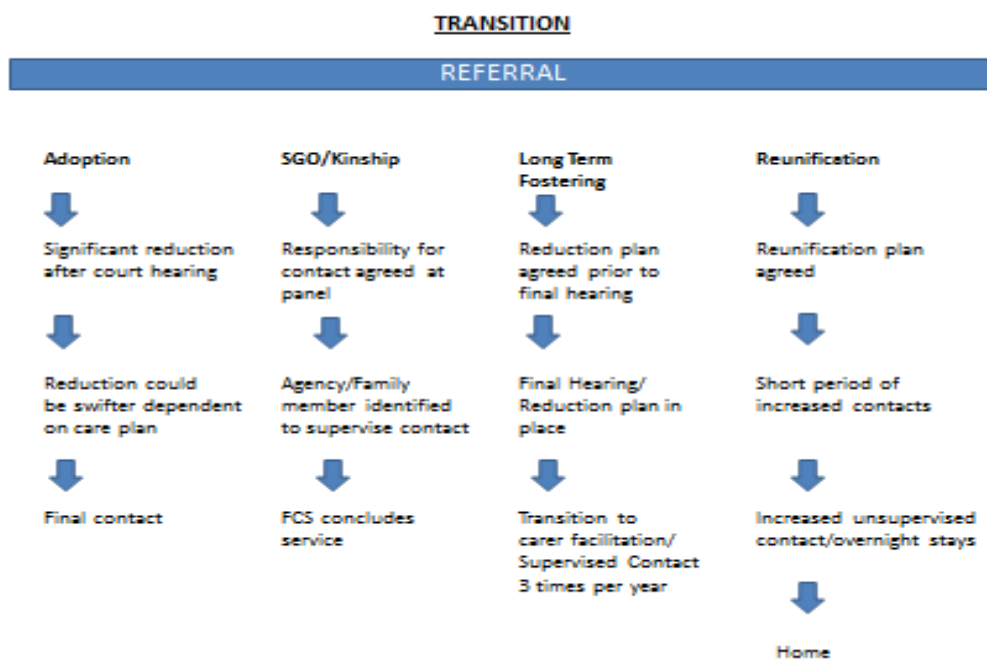 TRANSITION
REFERRAL
Adoption
Significant reduction
after court hearing
Reduction could
be swifter dependent
on care plan
Final contact
SGO/Kinship
Responsibility for
contact agreed at
panel
Agency/Family
member identified
to supervise contact
FCS concludes
service
Long Term
Fostering
Reduction plan
agreed prior to
final hearing
Final Hearing/
Reduction plan in
place
Transition to
carer facilitation/
Supervised Contact
3 times per year
Reunification
Reunification plan
agreed
Short period of
increased contacts
Increased unsupervised
contact/overnight stays
Home